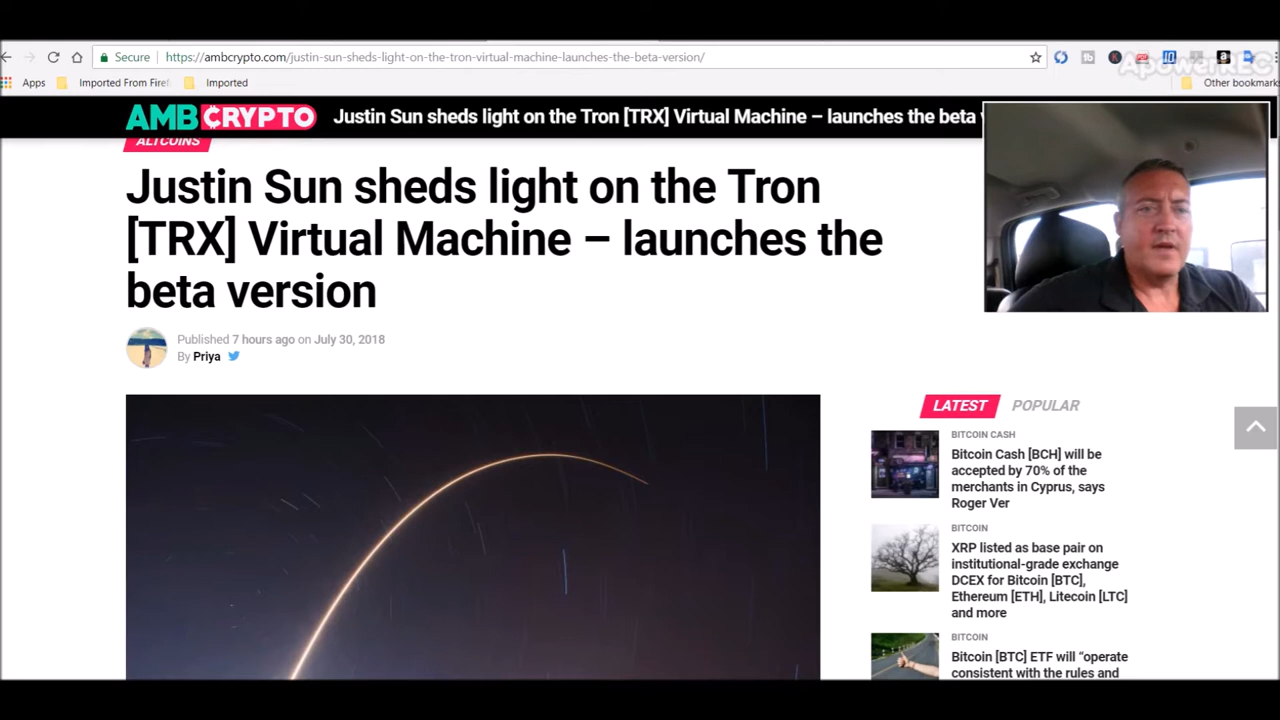 ApowerREC
Secure
https://ambcrypto.com/justin-sun-sheds-light-on-the-tron-virtual-machine-launches-the-beta-version/
Apps
Imported From Firef
Imported
Other bookmarks
AMBCRYPTO
Justin Sun sheds light on the Tron [TRX] Virtual Machine – launches the beta v
ALTCOINS
Justin Sun sheds light on the Tron
[TRX] Virtual Machine – launches the
beta version
Published 7 hours ago on July 30, 2018
By Priya
LATEST
POPULAR
BITCOIN CASH
Bitcoin Cash [BCH] will be
accepted by 70% of the
merchants in Cyprus, says
Roger Ver
BITCOIN
XRP listed as base pair on
institutional-grade exchange
DCEX for Bitcoin [BTC],
Ethereum [ETH], Litecoin [LTC]
and more
BITCOIN
Bitcoin [BTC] ETF will “operate
consistent with the rules and